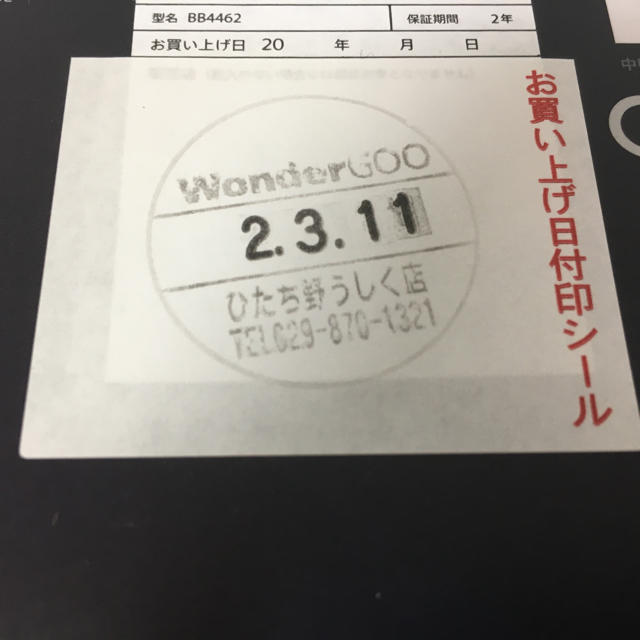 型名 BB4462 保証期間 2年
お買い上げ日 20 年 月 日
WonderGOO
2.3.11
ひたち野うしく店
TEL029-870-1321
お買い上げ日付印シール